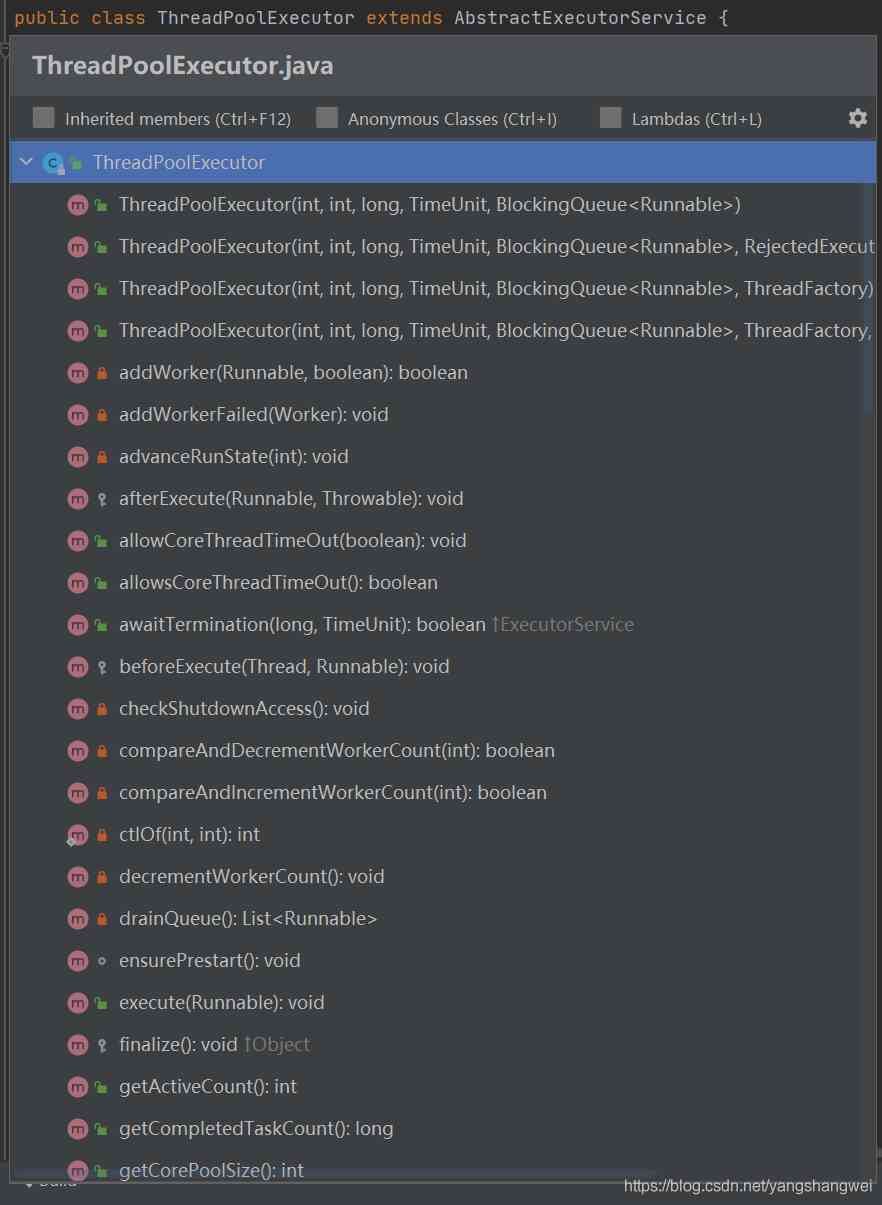 public class ThreadPoolExecutor extends AbstractExecutorService {
ThreadPoolExecutor.java
Inherited members (Ctrl+F12) Anonymous Classes (Ctrl+I) Lambdas (Ctrl+L)
ThreadPoolExecutor
ThreadPoolExecutor(int, int, long, TimeUnit, BlockingQueue<Runnable>)
ThreadPoolExecutor(int, int, long, TimeUnit, BlockingQueue<Runnable>, RejectedExecut
ThreadPoolExecutor(int, int, long, TimeUnit, BlockingQueue<Runnable>, ThreadFactory)
ThreadPoolExecutor(int, int, long, TimeUnit, BlockingQueue<Runnable>, ThreadFactory,
addWorker(Runnable, boolean): boolean
addWorkerFailed(Worker): void
advanceRunState(int): void
afterExecute(Runnable, Throwable): void
allowCoreThreadTimeOut(boolean): void
allowsCoreThreadTimeOut(): boolean
awaitTermination(long, TimeUnit): boolean ↑ExecutorService
beforeExecute(Thread, Runnable): void
checkShutdownAccess(): void
compareAndDecrementWorkerCount(int): boolean
compareAndIncrementWorkerCount(int): boolean
ctlOf(int, int): int
decrementWorkerCount(): void
drainQueue(): List<Runnable>
ensurePrestart(): void
execute(Runnable): void
finalize(): void ↑Object
getActiveCount(): int
getCompletedTaskCount(): long
getCorePoolSize(): int
https://blog.csdn.net/yangshangwei